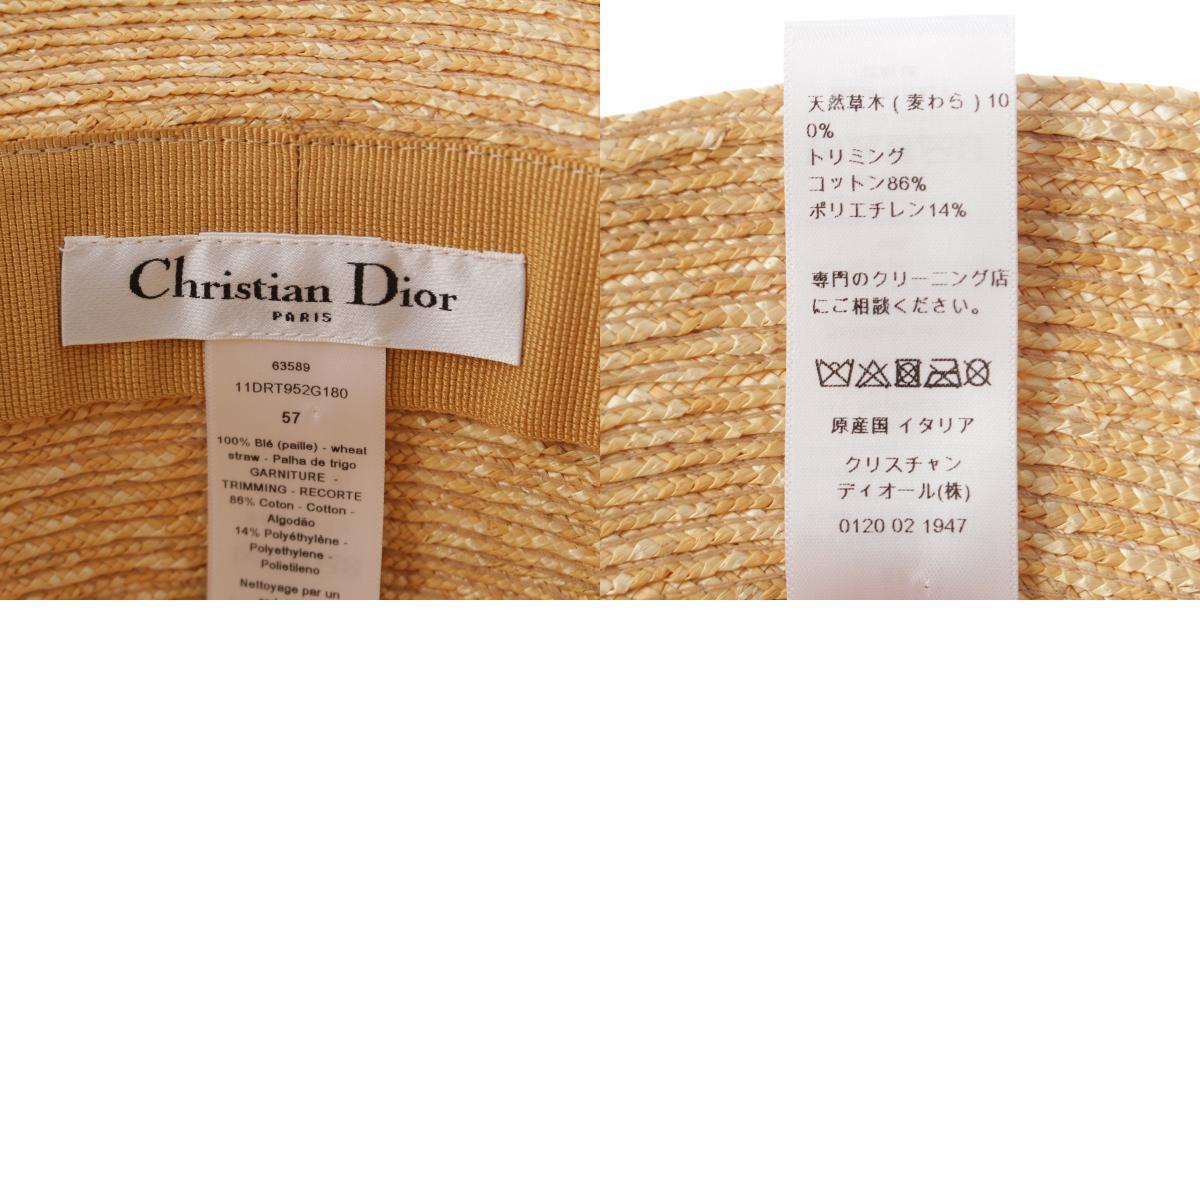 Christian Dior
PARIS
63589
11DRT952G180
57
100% Blé (paille) - wheat
straw - Palha de trigo
GARNITURE -
TRIMMING - RECORTE
86% Coton - Cotton -
Algodão
14% Polyéthylène -
Polyethylene -
Polietileno
Nettoyage par un
天然草木 ( 麦わら ) 10
0%
トリミング
コットン86%
ポリエチレン14%
専門のクリーニング店
にご相談ください。
原産国 イタリア
クリスチャン
ディオール(株)
0120 02 1947